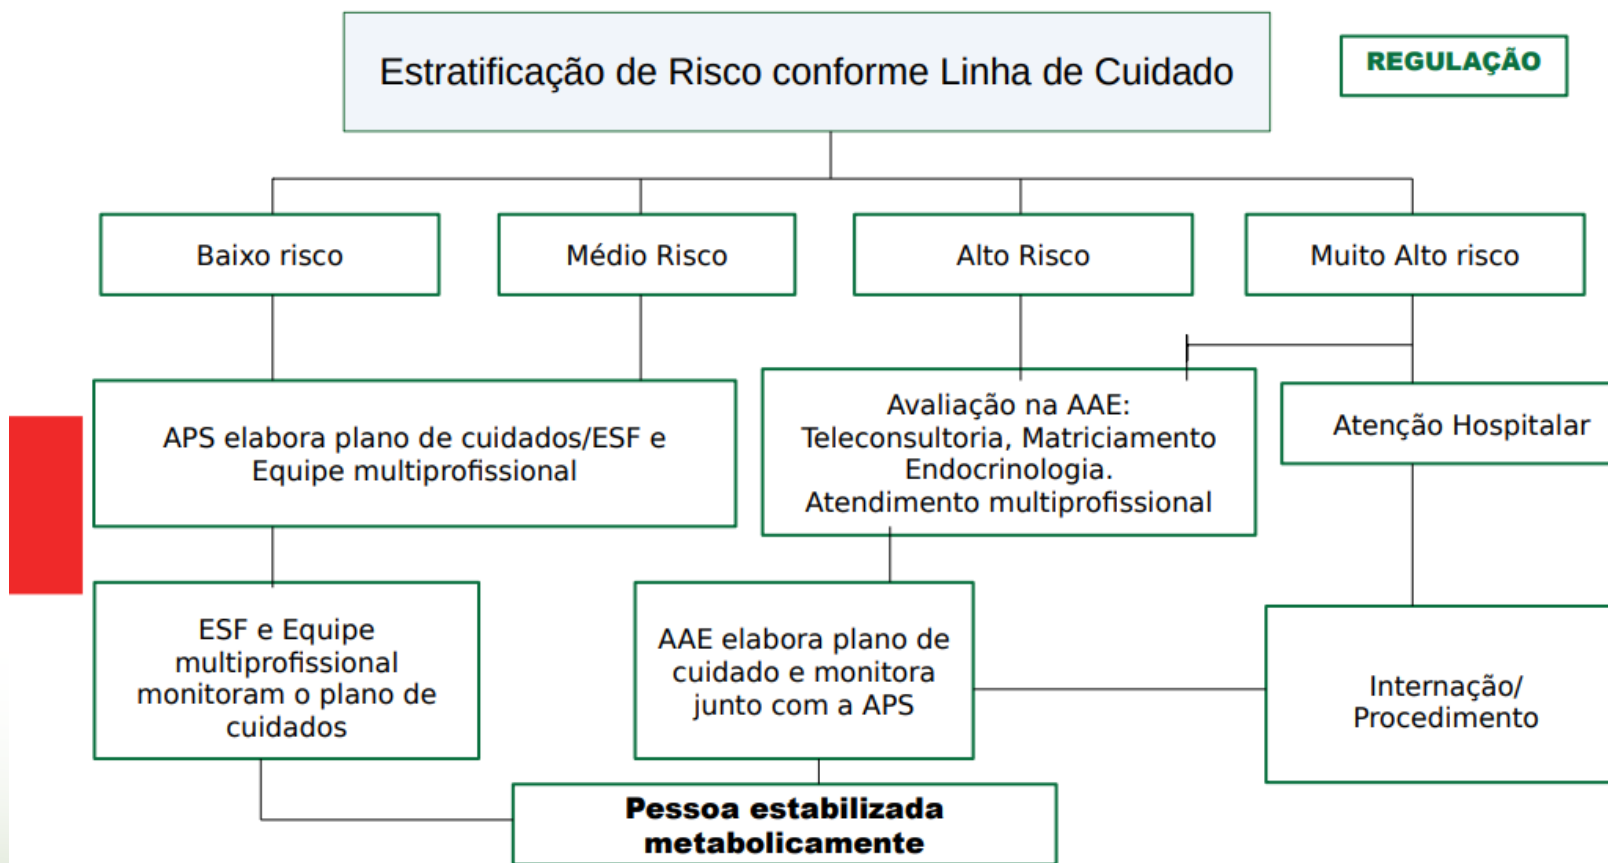 Estratificação de Risco conforme Linha de Cuidado
REGULAÇÃO
Baixo risco
Médio Risco
Alto Risco
Muito Alto risco
APS elabora plano de cuidados/ESF e
Equipe multiprofissional
Avaliação na AAE:
Teleconsultoria, Matriciamento
Endocrinologia.
Atendimento multiprofissional
Atenção Hospitalar
ESF e Equipe
multiprofissional
monitoram o plano de
cuidados
AAE elabora plano de
cuidado e monitora
junto com a APS
Internação/
Procedimento
Pessoa estabilizada
metabolicamente